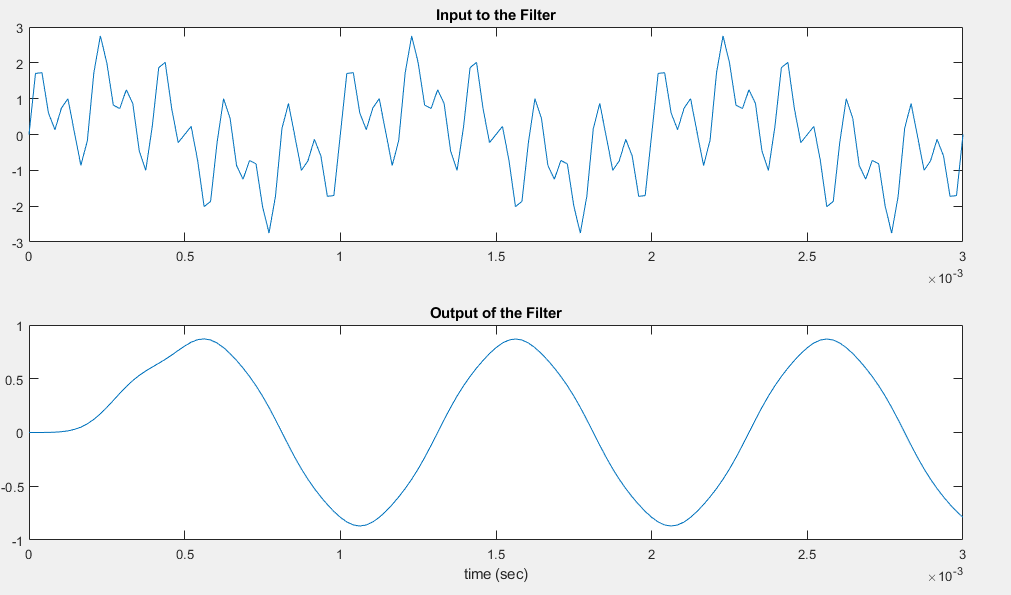 Input to the Filter
3
2
1
0
-1
-2
-3
0 0.5 1 1.5 2 2.5 3
×10-3
Output of the Filter
1
0.5
0
-0.5
-1
0 0.5 1 1.5 2 2.5 3
time (sec)
×10-3